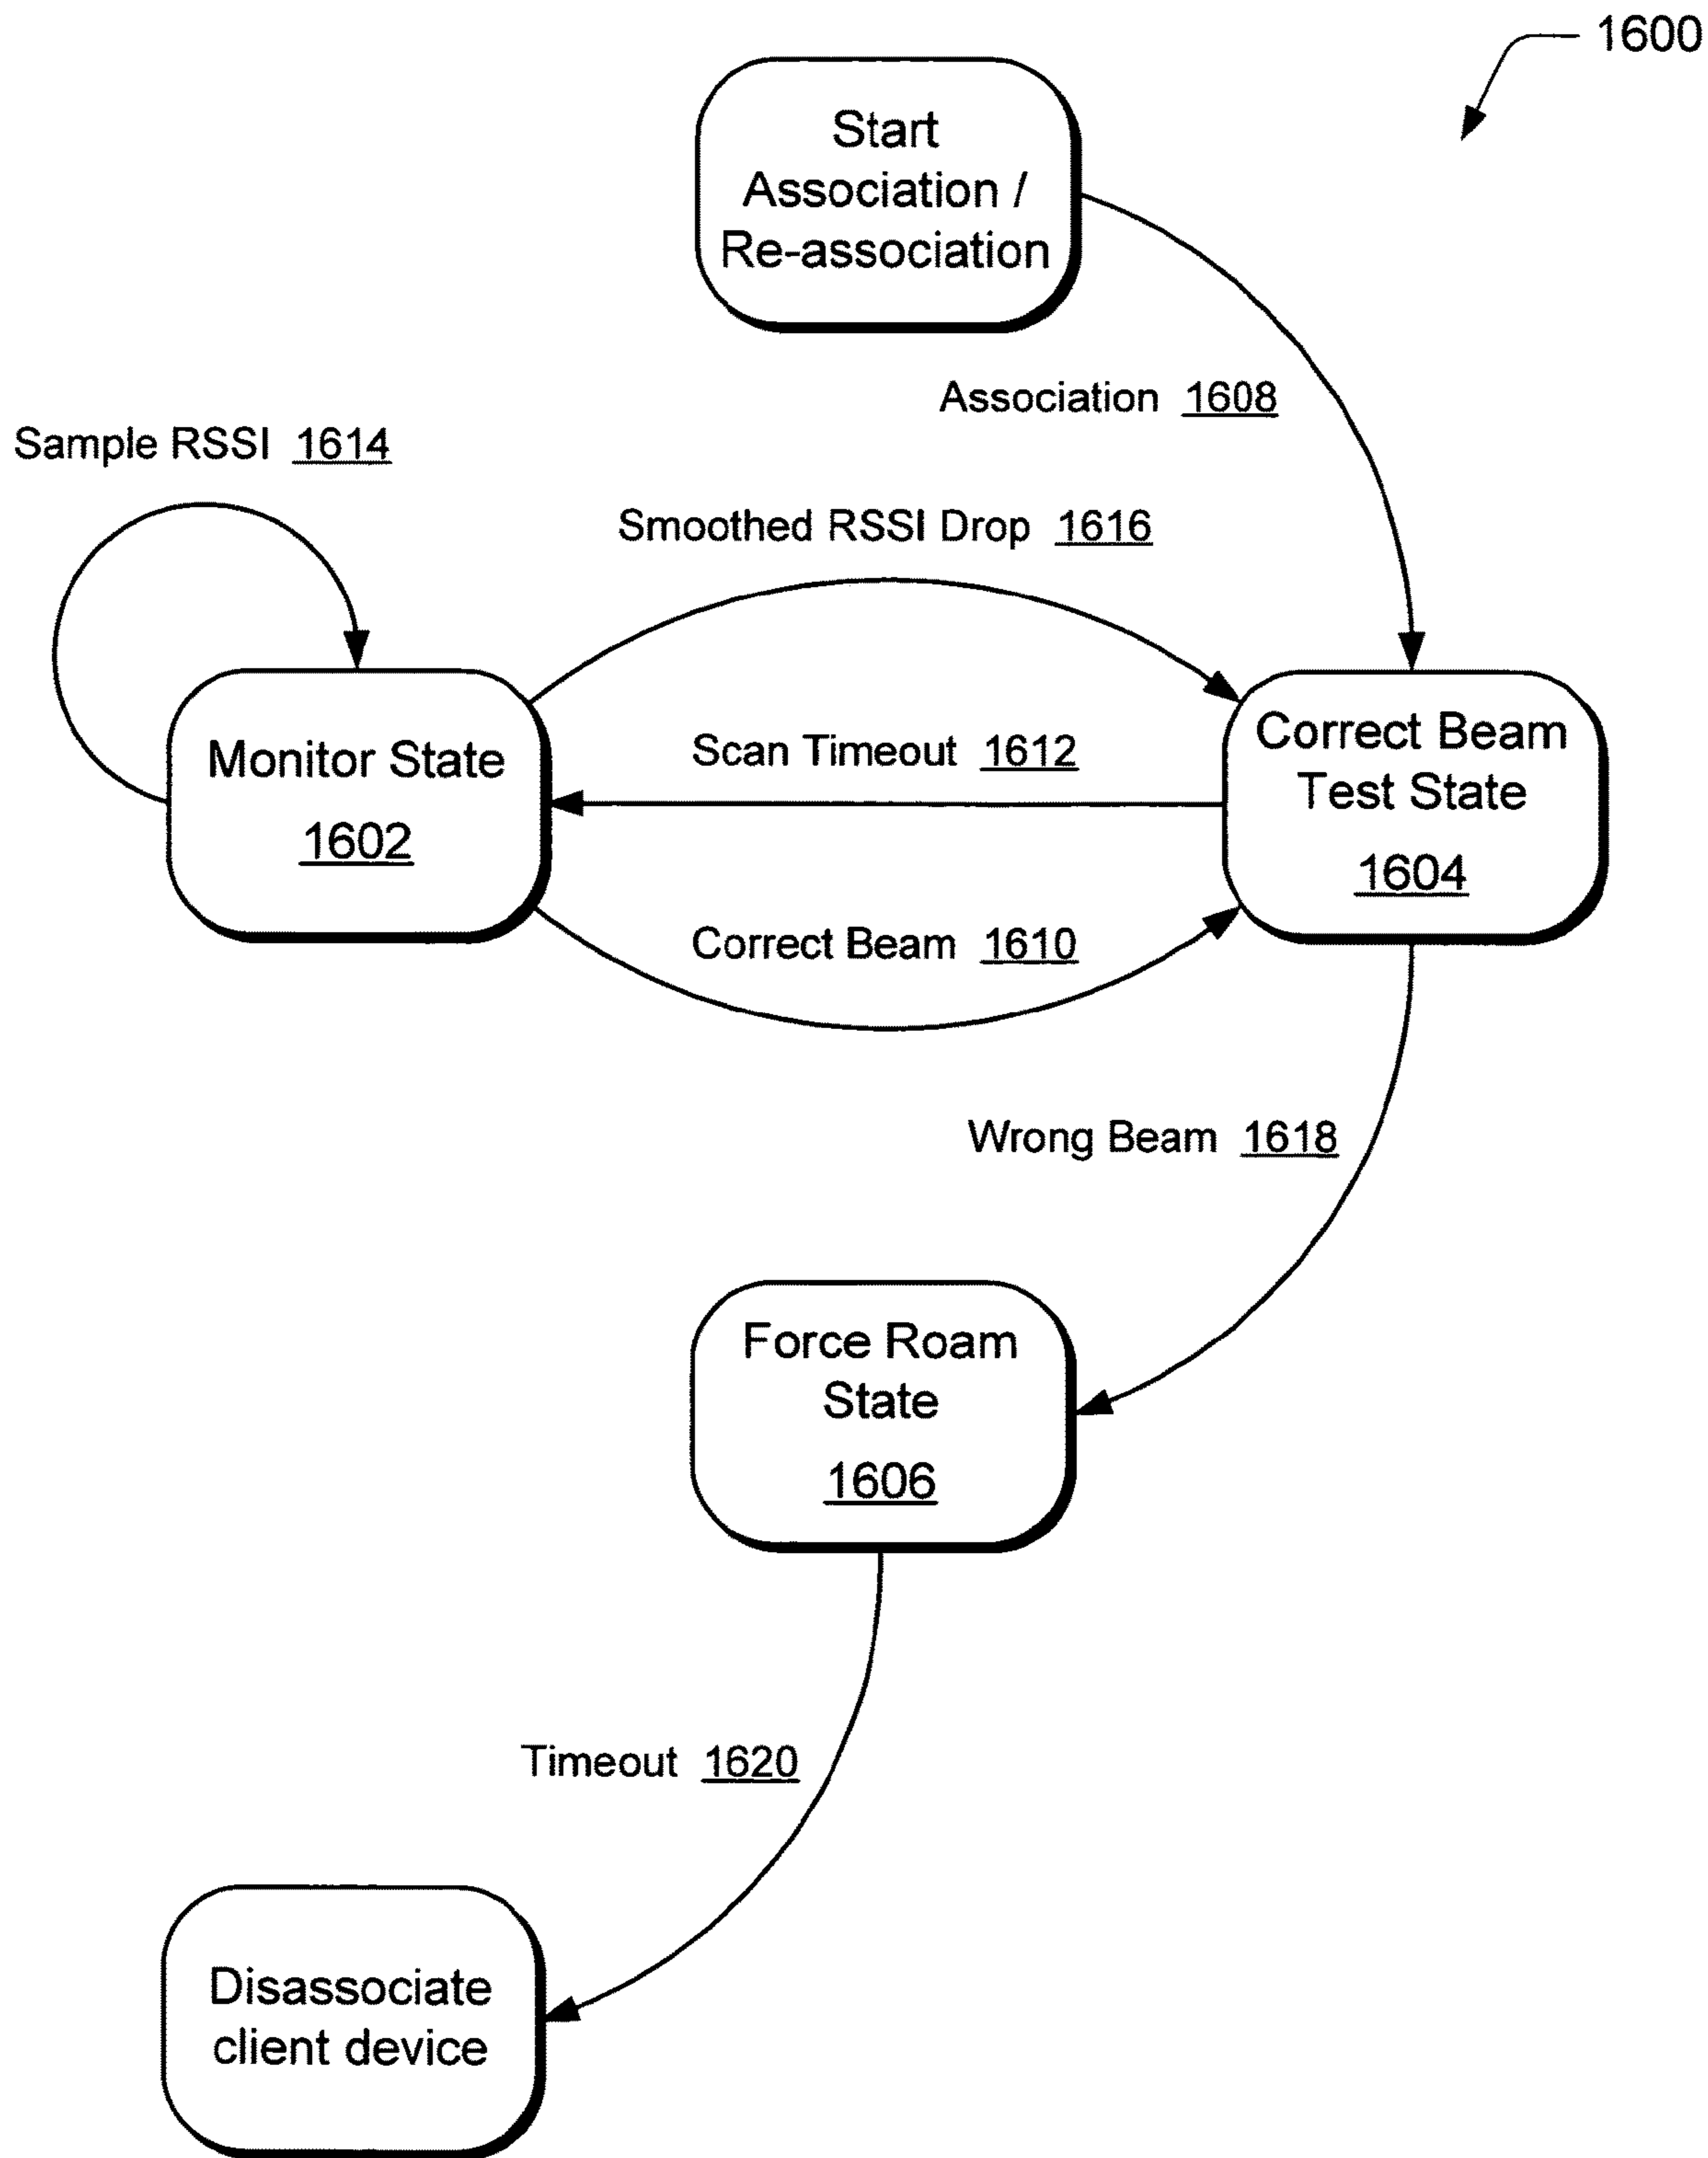 1600
Start
Association /
Re-association
Association 1608
Sample RSSI 1614
Smoothed RSSI Drop 1616
Monitor State
1602
Scan Timeout 1612
Correct Beam
Test State
1604
Correct Beam 1610
Wrong Beam 1618
Force Roam
State
1606
Timeout 1620
Disassociate
client device